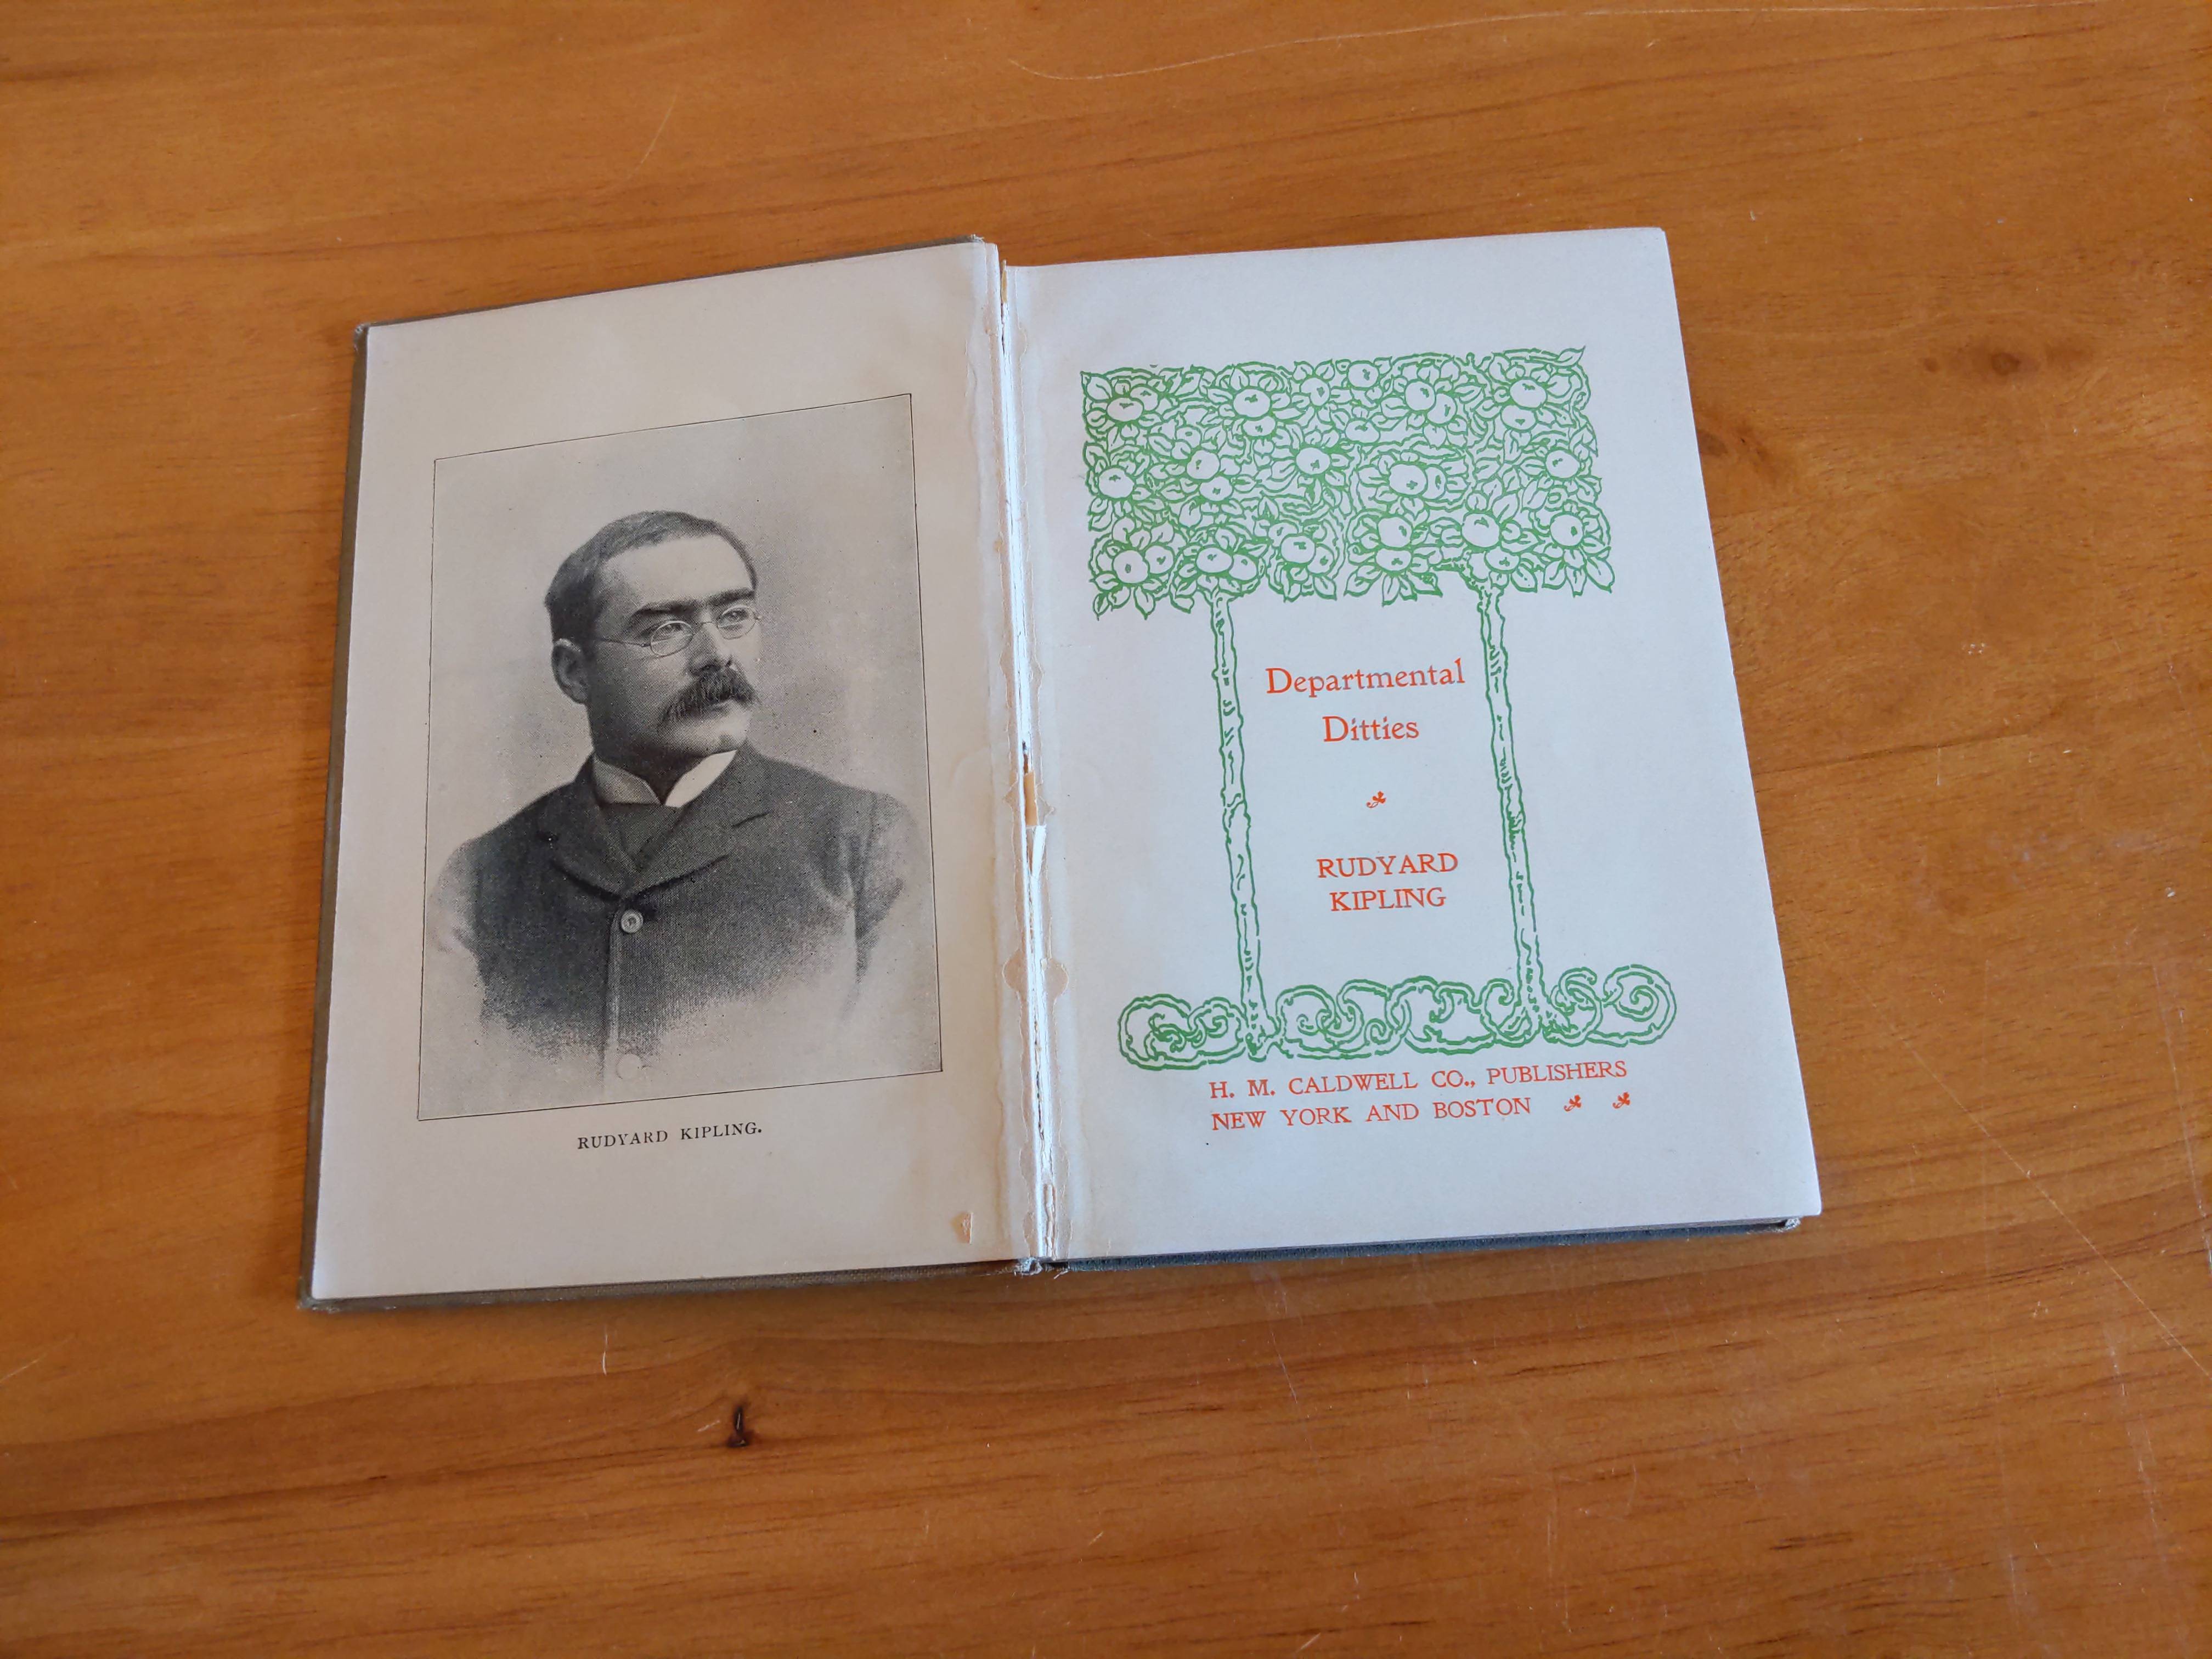 RUDYARD KIPLING.
Departmental
Ditties
RUDYARD
KIPLING
H. M. CALDWELL CO., PUBLISHERS
NEW YORK AND BOSTON